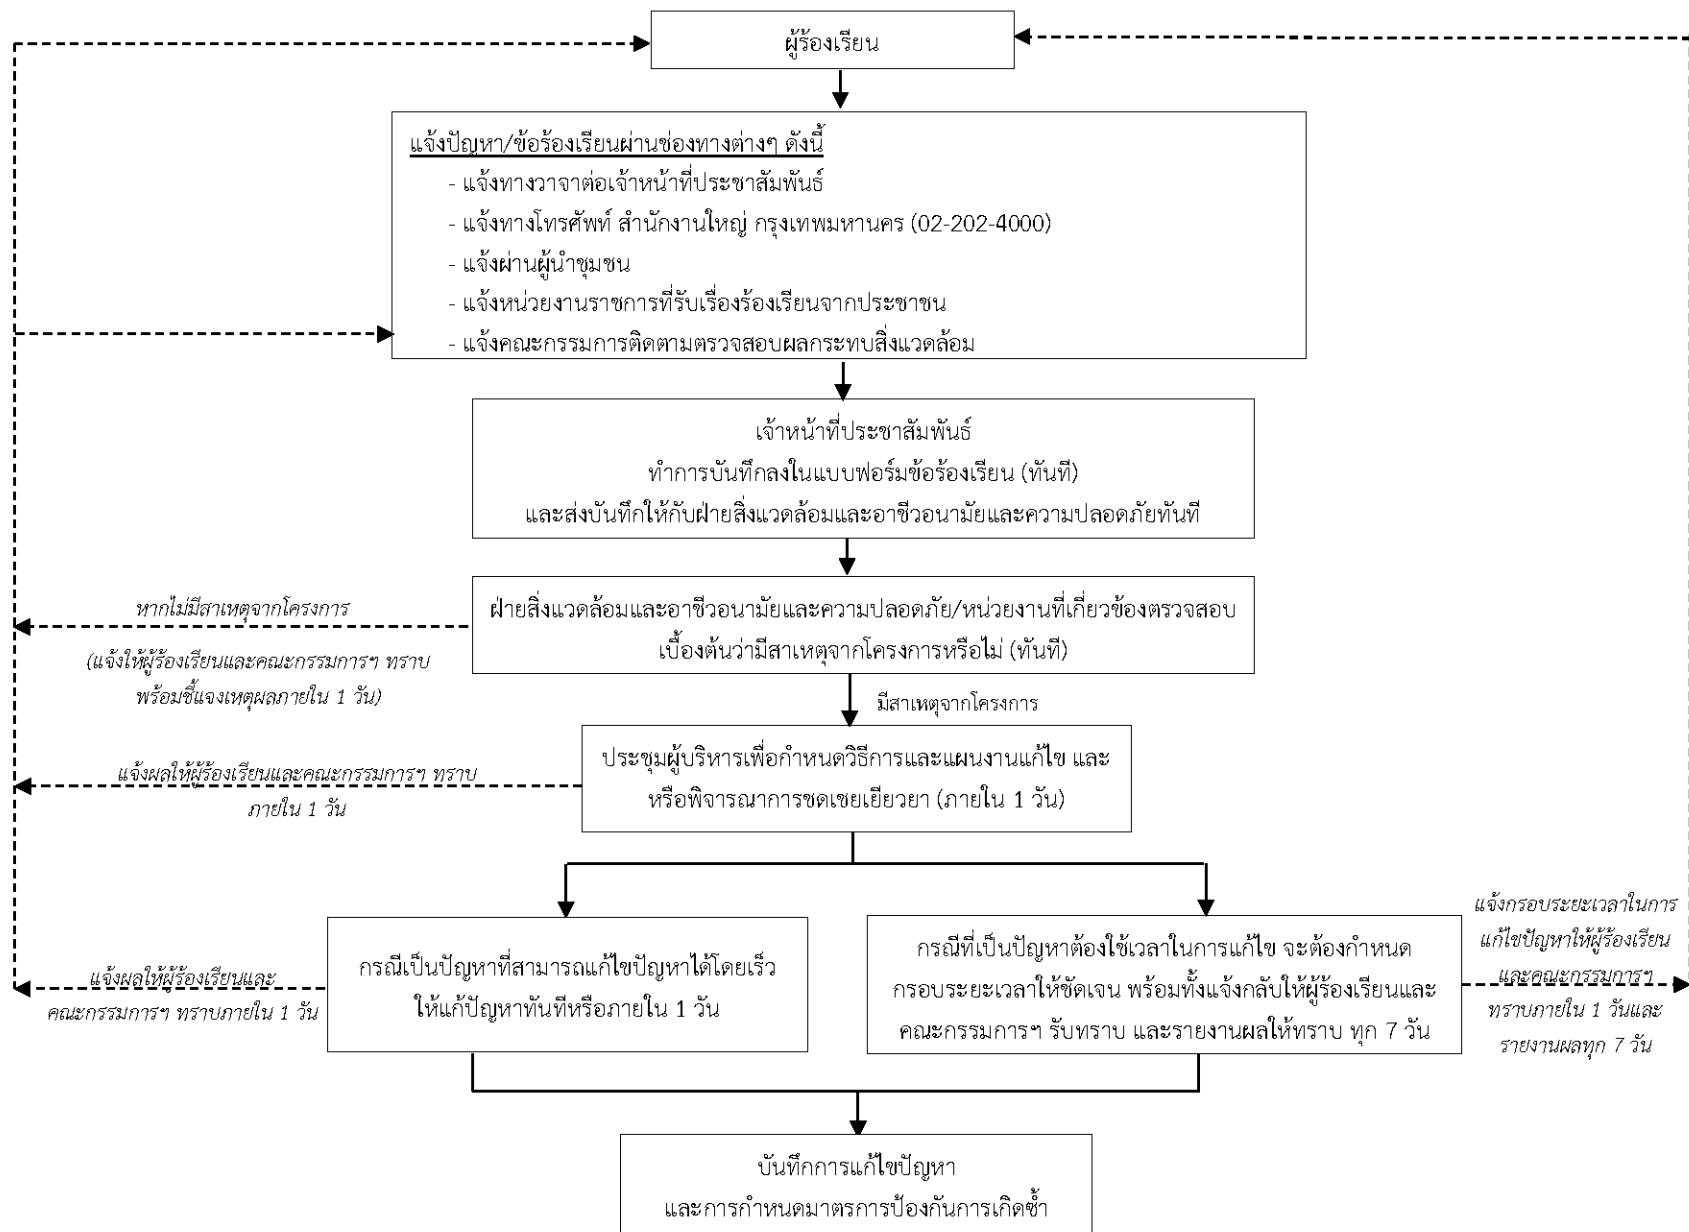 ผู้ร้องเรียน
แจ้งปัญหา/ข้อร้องเรียนผ่านช่องทางต่างๆ ดังนี้
- แจ้งทางวาจาต่อเจ้าหน้าที่ประชาสัมพันธ์
- แจ้งทางโทรศัพท์ สำนักงานใหญ่ กรุงเทพมหานคร (02-202-4000)
- แจ้งผ่านผู้นำชุมชน
- แจ้งหน่วยงานราชการที่รับเรื่องร้องเรียนจากประชาชน
- แจ้งคณะกรรมการติดตามตรวจสอบผลกระทบสิ่งแวดล้อม
เจ้าหน้าที่ประชาสัมพันธ์
ทำการบันทึกลงในแบบฟอร์มข้อร้องเรียน (ทันที)
และส่งบันทึกให้กับฝ่ายสิ่งแวดล้อมและอาชีวอนามัยและความปลอดภัยทันที
หากไม่มีสาเหตุจากโครงการ
(แจ้งให้ผู้ร้องเรียนและคณะกรรมการฯ ทราบ
พร้อมชี้แจงเหตุผลภายใน 1 วัน)
ฝ่ายสิ่งแวดล้อมและอาชีวอนามัยและความปลอดภัย/หน่วยงานที่เกี่ยวข้องตรวจสอบ
เบื้องต้นว่ามีสาเหตุจากโครงการหรือไม่ (ทันที)
มีสาเหตุจากโครงการ
แจ้งผลให้ผู้ร้องเรียนและคณะกรรมการฯ ทราบ
ภายใน 1 วัน
ประชุมผู้บริหารเพื่อกำหนดวิธีการและแผนงานแก้ไข และ
หรือพิจารณาการชดเชยเยียวยา (ภายใน 1 วัน)
แจ้งผลให้ผู้ร้องเรียนและ
คณะกรรมการฯ ทราบภายใน 1 วัน
กรณีเป็นปัญหาที่สามารถแก้ไขปัญหาได้โดยเร็ว
ให้แก้ปัญหาทันทีหรือภายใน 1 วัน
กรณีที่เป็นปัญหาต้องใช้เวลาในการแก้ไข จะต้องกำหนด
กรอบระยะเวลาให้ชัดเจน พร้อมทั้งแจ้งกลับให้ผู้ร้องเรียนและ
คณะกรรมการฯ รับทราบ และรายงานผลให้ทราบ ทุก 7 วัน
แจ้งกรอบระยะเวลาในการ
แก้ไขปัญหาให้ผู้ร้องเรียน
และคณะกรรมการฯ
ทราบภายใน 1 วันและ
รายงานผลทุก 7 วัน
บันทึกการแก้ไขปัญหา
และการกำหนดมาตรการป้องกันการเกิดซ้ำ